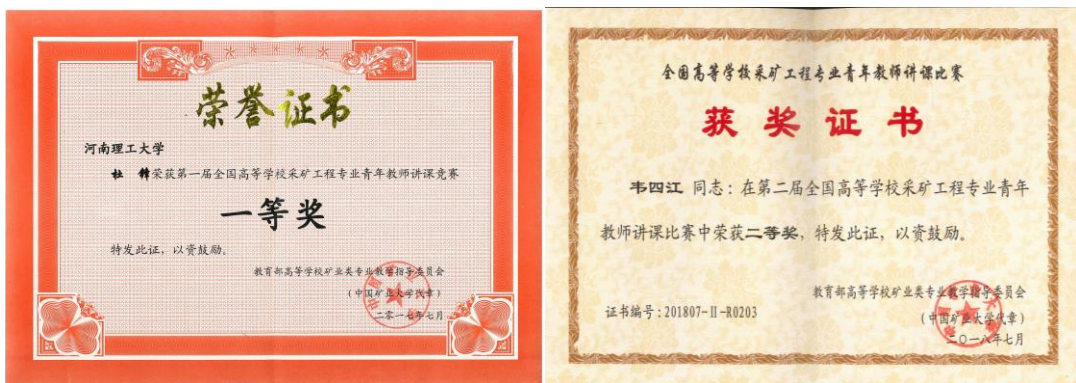 荣誉证书
河南理工大学
杜 锋荣获第一届全国高等学校采矿工程专业青年教师讲课竞赛
一等奖
特发此证，以资鼓励。
教育部高等学校矿业类专业教学指导委员会
（中国矿业大学代章）
二零一七年七月
全国高等学校采矿工程专业青年教师讲课比赛
获奖证书
韦四江 同志：在第二届全国高等学校采矿工程专业青年
教师讲课比赛中荣获二等奖，特发此证，以资鼓励。
教育部高等学校矿业类专业教学指导委员会
证书编号：201807-II-R0203
（中国矿业大学代章）
二〇一八年七月